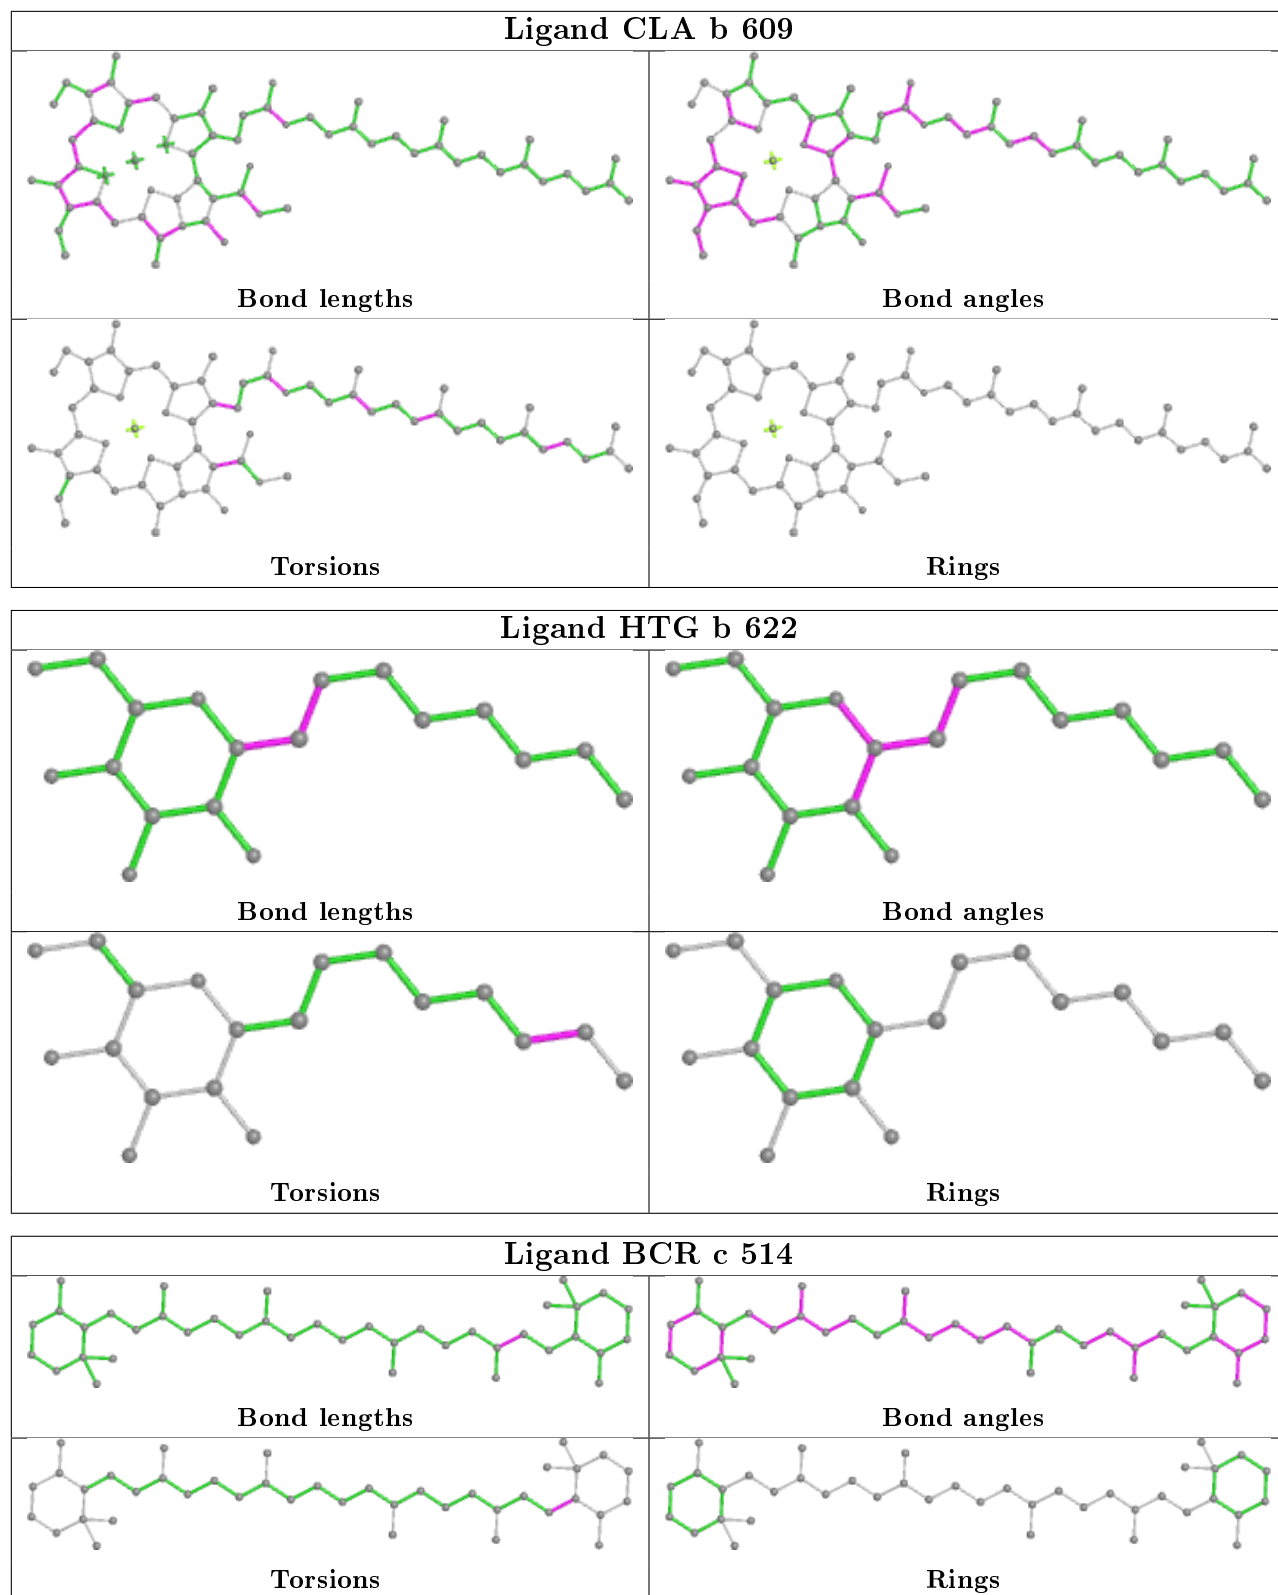 Ligand CLA b 609
Bond lengths
Bond angles
Torsions
Rings
Ligand HTG b 622
Bond lengths
Bond angles
Torsions
Rings
Ligand BCR c 514
Bond lengths
Bond angles
Torsions
Rings